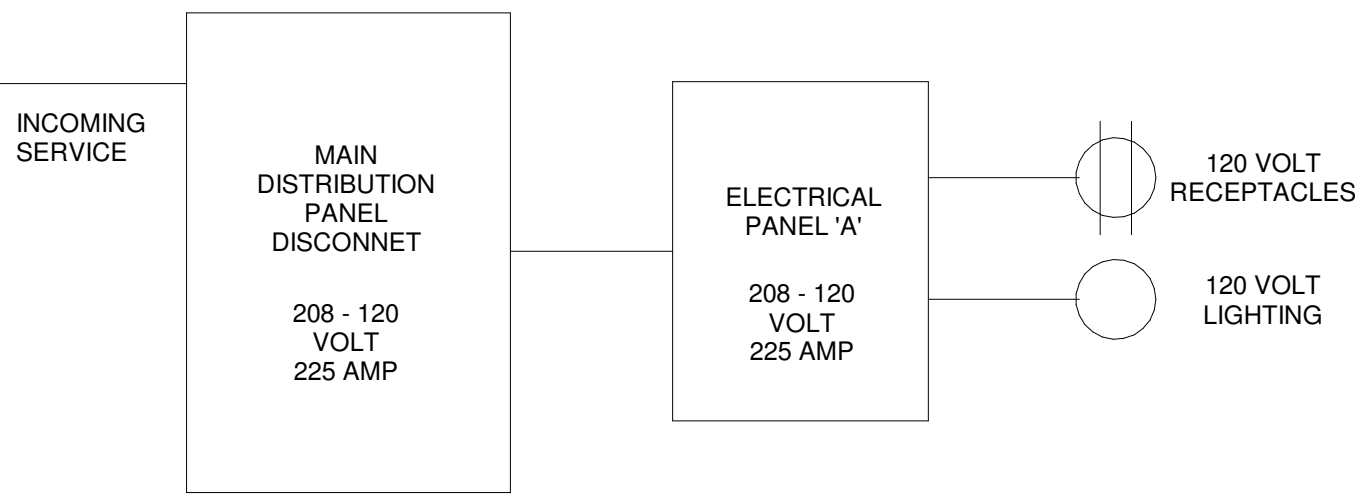 INCOMING
SERVICE
MAIN
DISTRIBUTION
PANEL
DISCONNET
208 - 120
VOLT
225 AMP
ELECTRICAL
PANEL 'A'
208 - 120
VOLT
225 AMP
120 VOLT
RECEPTACLES
120 VOLT
LIGHTING